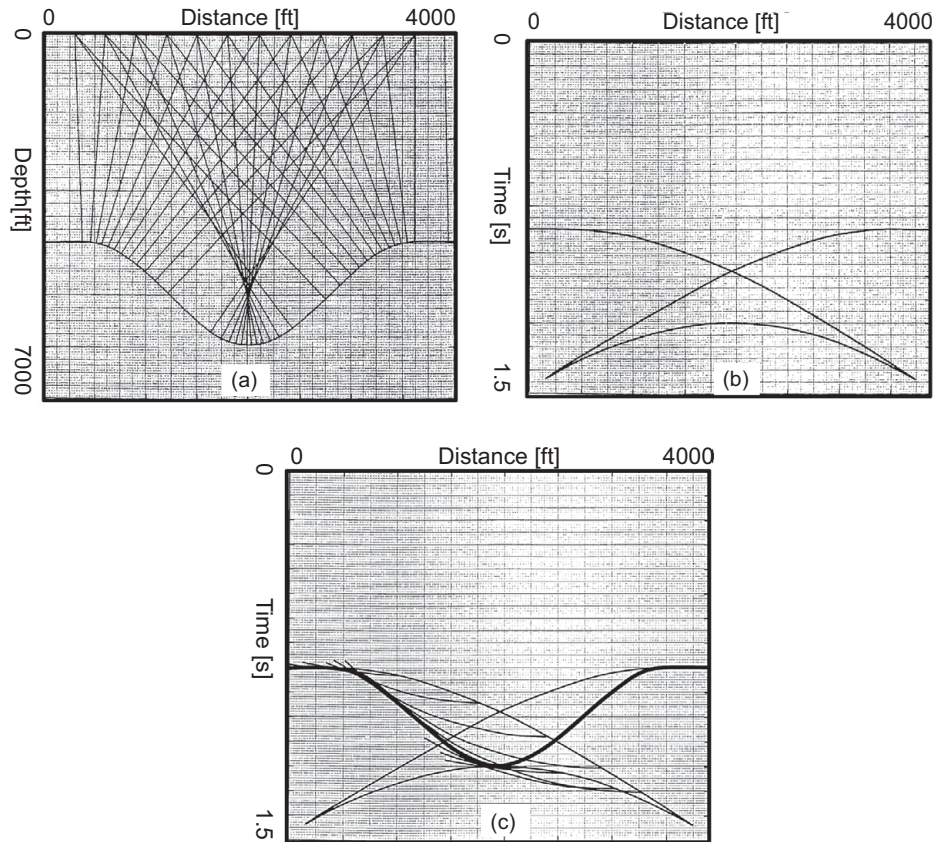 0 Distance [ft] 4000
0
Depth[ft]
7000
(a)
0 Distance [ft] 4000
0
Time [s]
1.5
(b)
0 Distance [ft] 4000
0
Time [s]
1.5
(c)